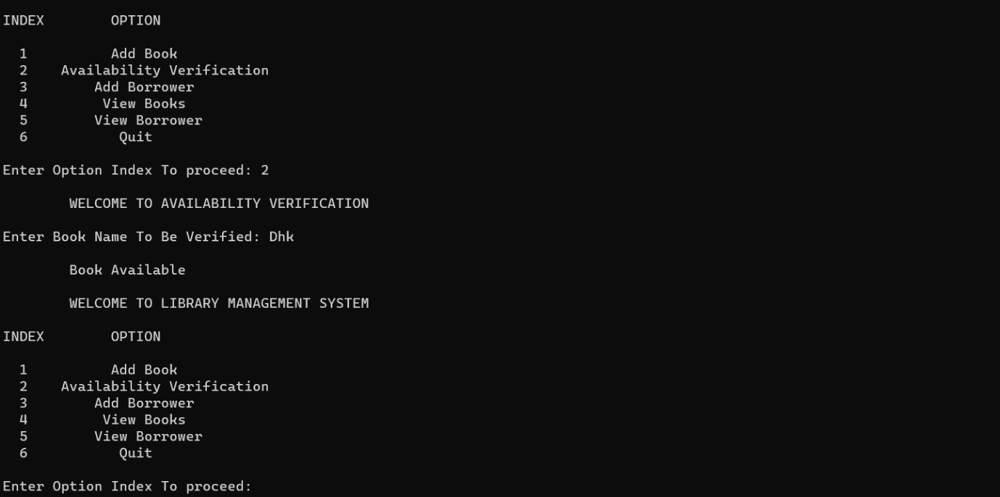 INDEX        OPTION
1          Add Book
2    Availability Verification
3        Add Borrower
4         View Books
5        View Borrower
6           Quit
Enter Option Index To proceed: 2
WELCOME TO AVAILABILITY VERIFICATION
Enter Book Name To Be Verified: Dhk
Book Available
WELCOME TO LIBRARY MANAGEMENT SYSTEM
INDEX        OPTION
1          Add Book
2    Availability Verification
3        Add Borrower
4         View Books
5        View Borrower
6           Quit
Enter Option Index To proceed: